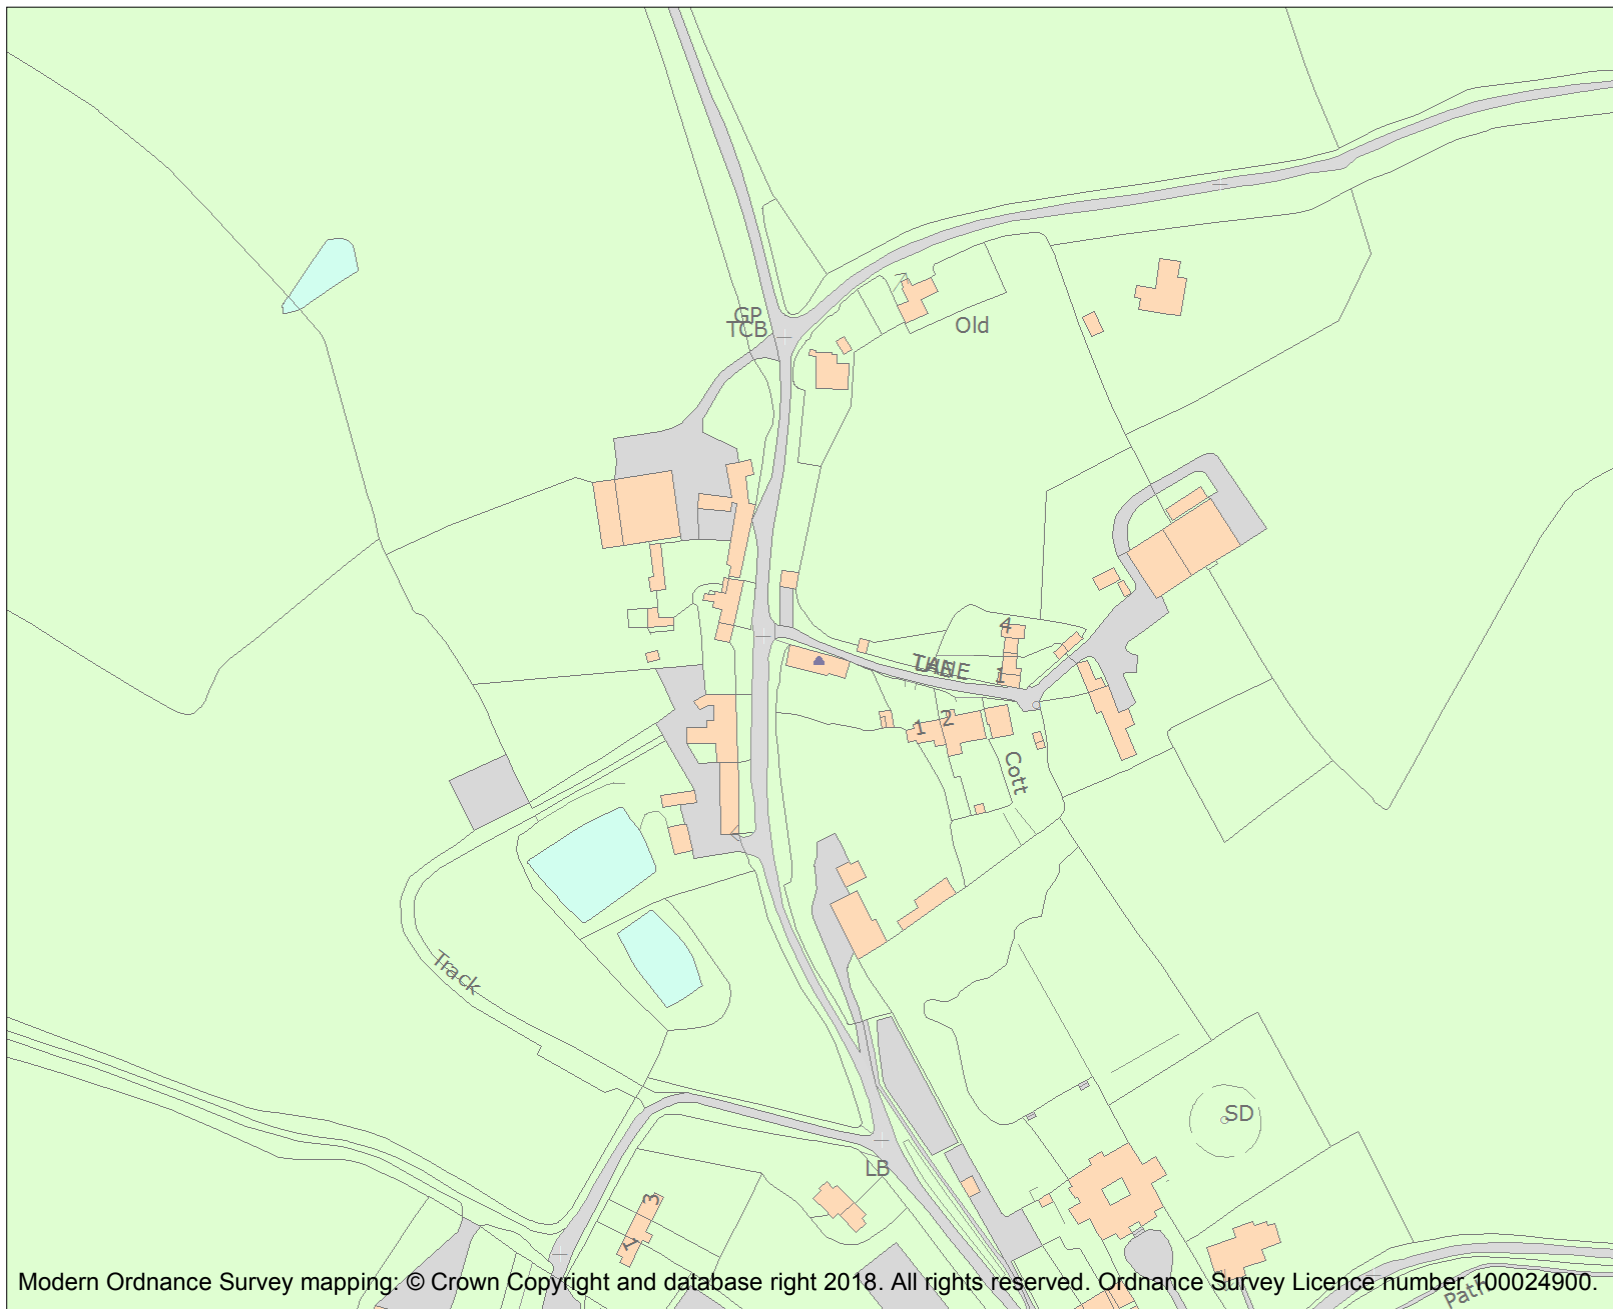 GP
TCB
Old
4
TAN LANE
1
2
1
Cott
Track
SD
LB
3
1
Path
Modern Ordnance Survey mapping: © Crown Copyright and database right 2018. All rights reserved. Ordnance Survey Licence number 100024900.